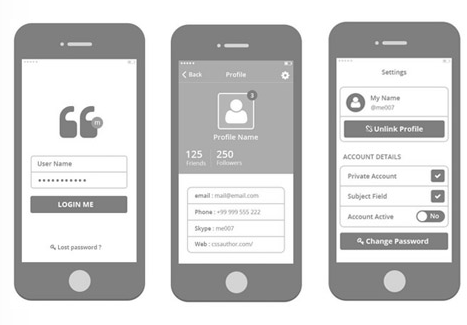 m
User Name
LOGIN ME
Lost password ?
Back
Profile
3
Profile Name
125
Friends
250
Followers
email : mail@email.com
Phone : +99 999 555 222
Skype : me007
Web : cssauthor.com/
Settings
My Name
@me007
Unlink Profile
ACCOUNT DETAILS
Private Account
Subject Field
Account Active
No
Change Password